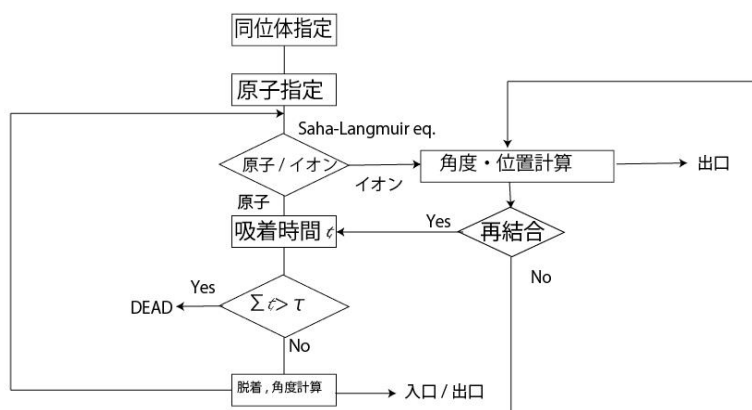 同位体指定
原子指定
Saha-Langmuir eq.
原子 / イオン
イオン
角度・位置計算
出口
原子
吸着時間 t
Yes
再結合
No
Yes
DEAD
Σ t > τ
No
脱着 , 角度計算
入口 / 出口